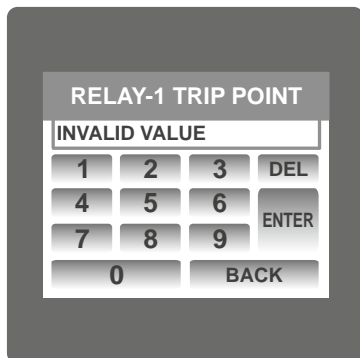 RELAY-1 TRIP POINT
INVALID VALUE
1 2 3 DEL
4 5 6 ENTER
7 8 9
0 BACK